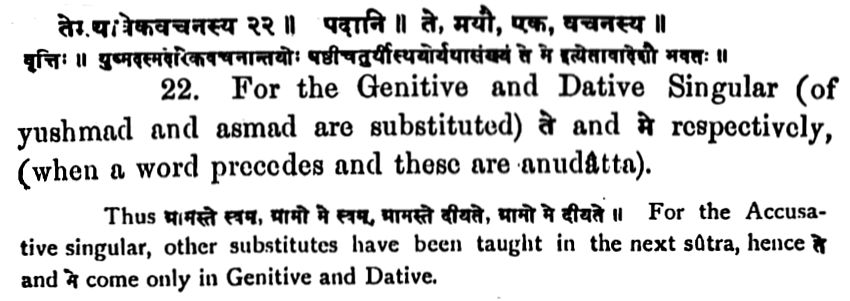 तेमयावेकवचनस्य २२ ॥ पदानि ॥ ते, मयौ, एक, वचनस्य ॥
वृत्तिः ॥ युष्मदस्मदोरेकवचनान्तयोः षष्ठीचतुर्थीस्थयोर्यथासंख्यं ते मे इत्येतावादेशौ भवतः ॥
22. For the Genitive and Dative Singular (of
yushmad and asmad are substituted) ते and मे respectively,
(when a word precedes and these are anudâtta).
Thus ग्रामस्ते स्वम्, ग्रामो मे स्वम्, ग्रामस्ते दीयते, ग्रामो मे दीयते ॥ For the Accusa-
tive singular, other substitutes have been taught in the next sûtra, hence ते
and मे come only in Genitive and Dative.